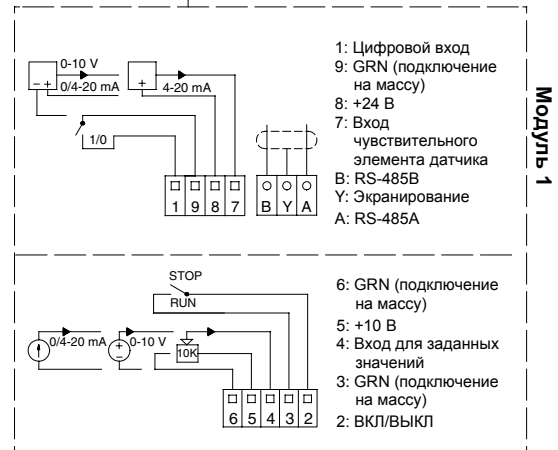 0-10 V
0/4-20 mA
- +
+
4-20 mA
1/0
1 9 8 7
B Y A
1: Цифровой вход
9: GRN (подключение
на массу)
8: +24 В
7: Вход
чувствительного
элемента датчика
B: RS-485B
Y: Экранирование
A: RS-485A
Модуль 1
STOP
RUN
0/4-20 mA
+
-
0-10 V
10K
6 5 4 3 2
6: GRN (подключение
на массу)
5: +10 В
4: Вход для заданных
значений
3: GRN (подключение
на массу)
2: ВКЛ/ВЫКЛ